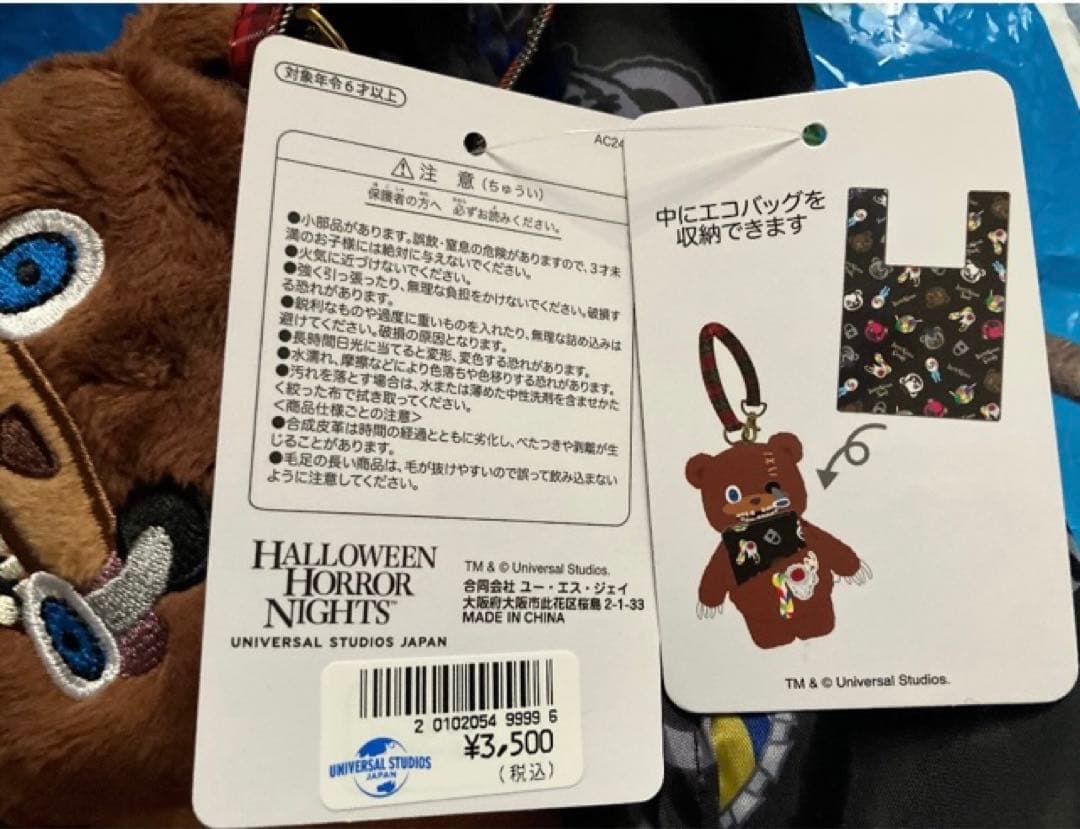 対象年令6才以上
AC24
⚠注 意(ちゅうい)
保護者の方へ 必ずお読みください。
●小部品があります。誤飲・窒息の危険がありますので、3才未
満のお子様には絶対に与えないでください。
●火気に近づけないでください。
●強く引っ張ったり、無理な負担をかけないでください。破損す
る恐れがあります。
●鋭利なものや過度に重いものを入れたり、無理な詰め込みは
避けてください。破損の原因となります。
●長時間日光に当てると変形、変色する恐れがあります。
●水濡れ、摩擦などにより色落ちや色移りする恐れがあります。
●汚れを落とす場合は、水または薄めた中性洗剤を含ませかた
く絞った布で拭き取ってください。
<商品仕様ごとの注意>
●合成皮革は時間の経過とともに劣化し、べたつきや剥離が生
じることがあります。
●毛足の長い商品は、毛が抜けやすいので誤って飲み込まない
ように注意してください。
HALLOWEEN
HORROR
NIGHTS™
UNIVERSAL STUDIOS JAPAN
TM & © Universal Studios.
合同会社 ユー・エス・ジェイ
大阪府大阪市此花区桜島 2-1-33
MADE IN CHINA
2 0102054 9999 6
¥3,500
(税込)
UNIVERSAL STUDIOS
JAPAN
中にエコバッグを
収納できます
TM & © Universal Studios.